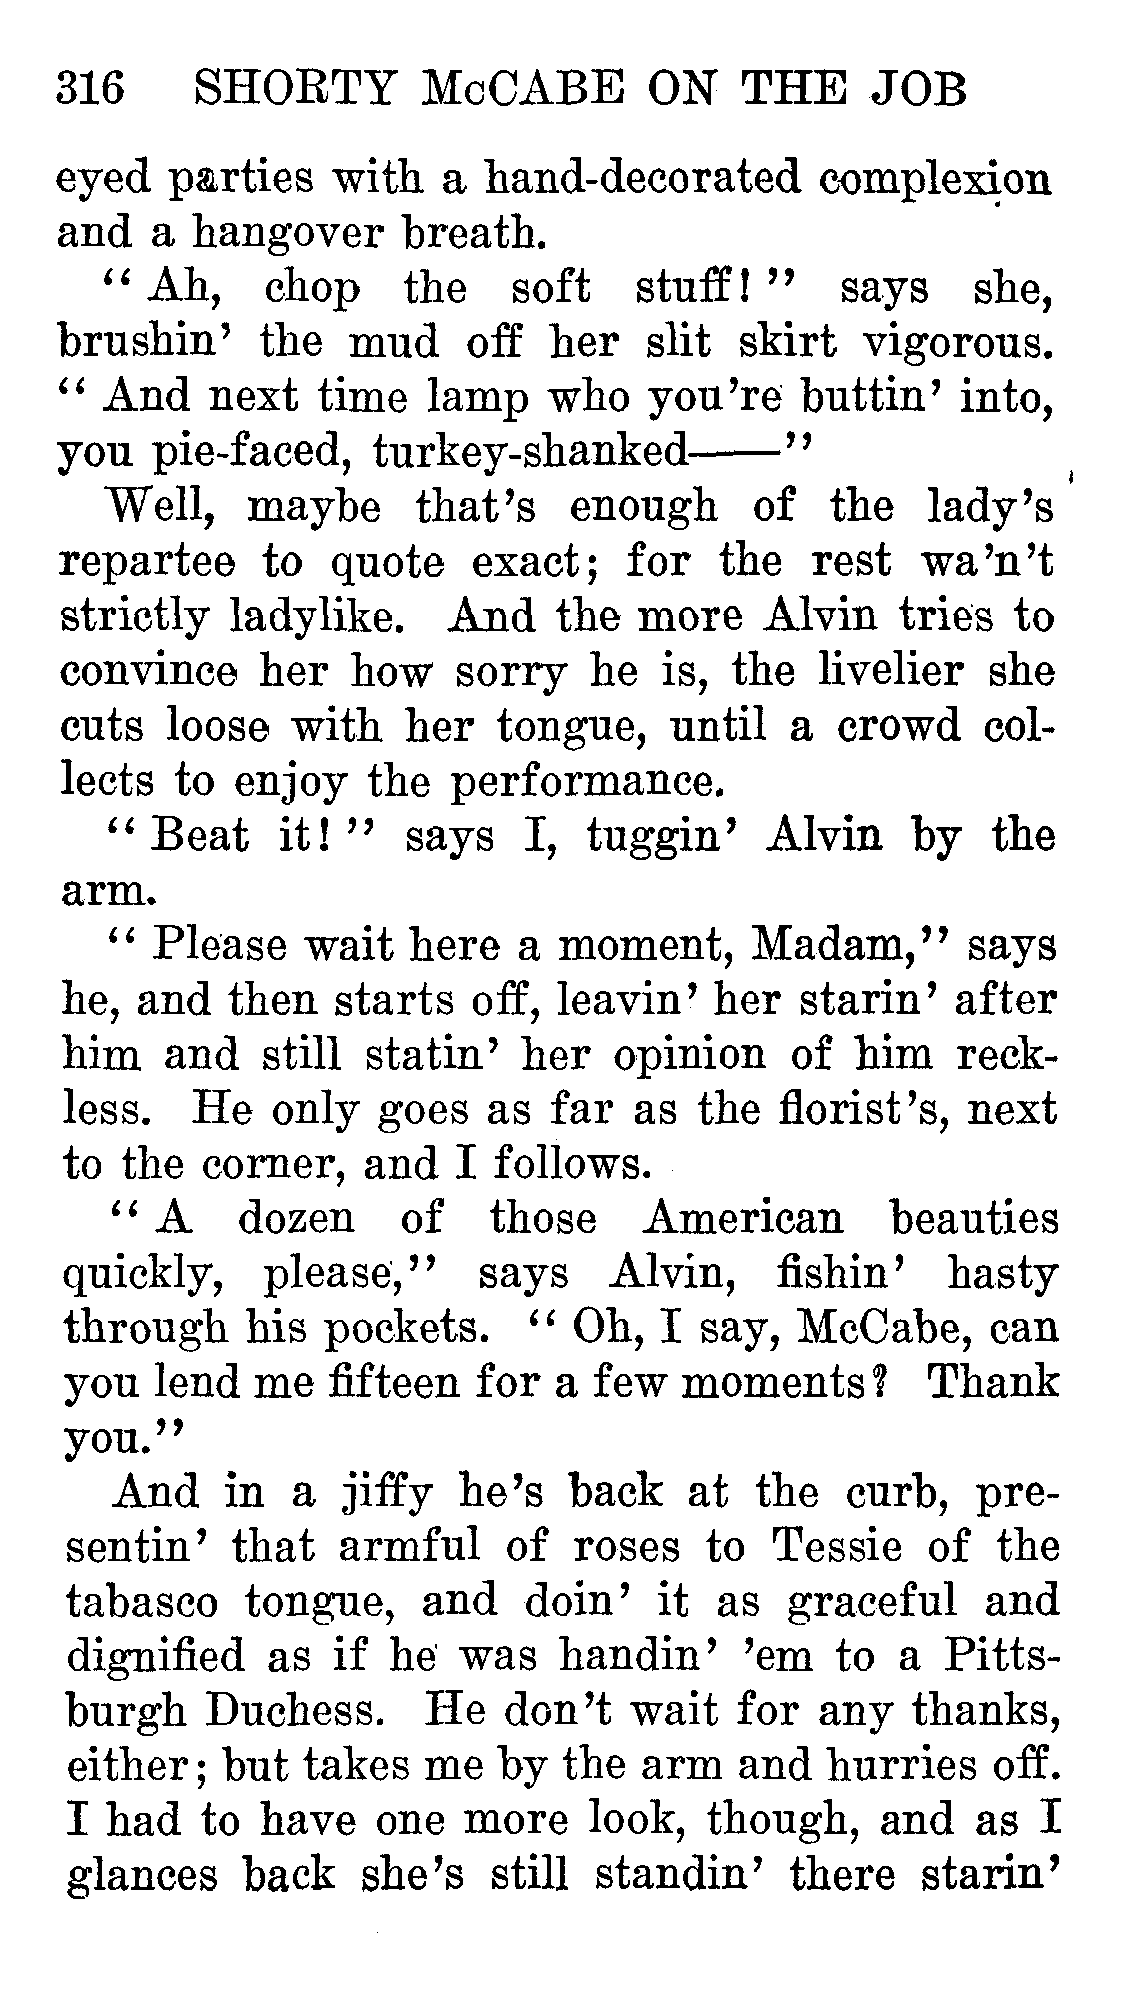 316 SHORTY McCABE ON THE JOB
eyed parties with a hand-decorated complexion
and a hangover breath.
“ Ah, chop the soft stuff! ” says she,
brushin’ the mud off her slit skirt vigorous.
“ And next time lamp who you’re buttin’ into,
you pie-faced, turkey-shanked——”
Well, maybe that’s enough of the lady’s
repartee to quote exact; for the rest wa’n’t
strictly ladylike. And the more Alvin tries to
convince her how sorry he is, the livelier she
cuts loose with her tongue, until a crowd col-
lects to enjoy the performance.
“ Beat it! ” says I, tuggin’ Alvin by the
arm.
“ Please wait here a moment, Madam,” says
he, and then starts off, leavin’ her starin’ after
him and still statin’ her opinion of him reck-
less. He only goes as far as the florist’s, next
to the corner, and I follows.
“ A dozen of those American beauties
quickly, please,” says Alvin, fishin’ hasty
through his pockets. “ Oh, I say, McCabe, can
you lend me fifteen for a few moments? Thank
you.”
And in a jiffy he’s back at the curb, pre-
sentin’ that armful of roses to Tessie of the
tabasco tongue, and doin’ it as graceful and
dignified as if he was handin’ ’em to a Pitts-
burgh Duchess. He don’t wait for any thanks,
either; but takes me by the arm and hurries off.
I had to have one more look, though, and as I
glances back she’s still standin’ there starin’